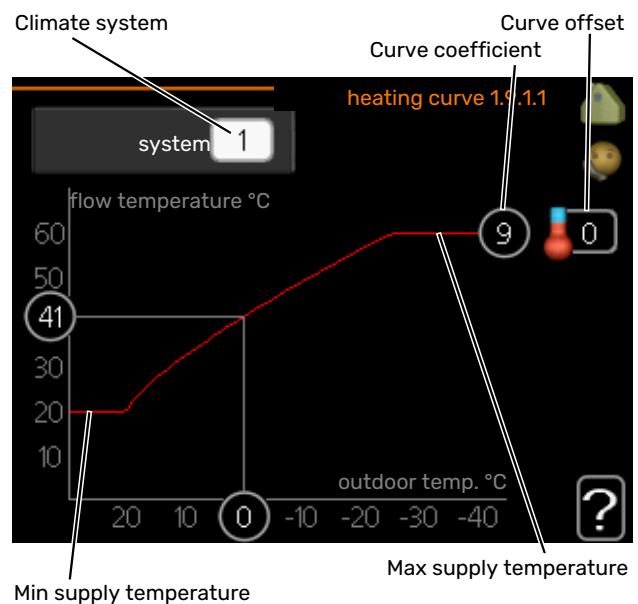 Climate system
Curve offset
Curve coefficient
heating curve 1.9.1.1
system 1
flow temperature °C
60
9
0
50
41
30
20
10
outdoor temp. °C
20 10 0 -10 -20 -30 -40
?
Max supply temperature
Min supply temperature